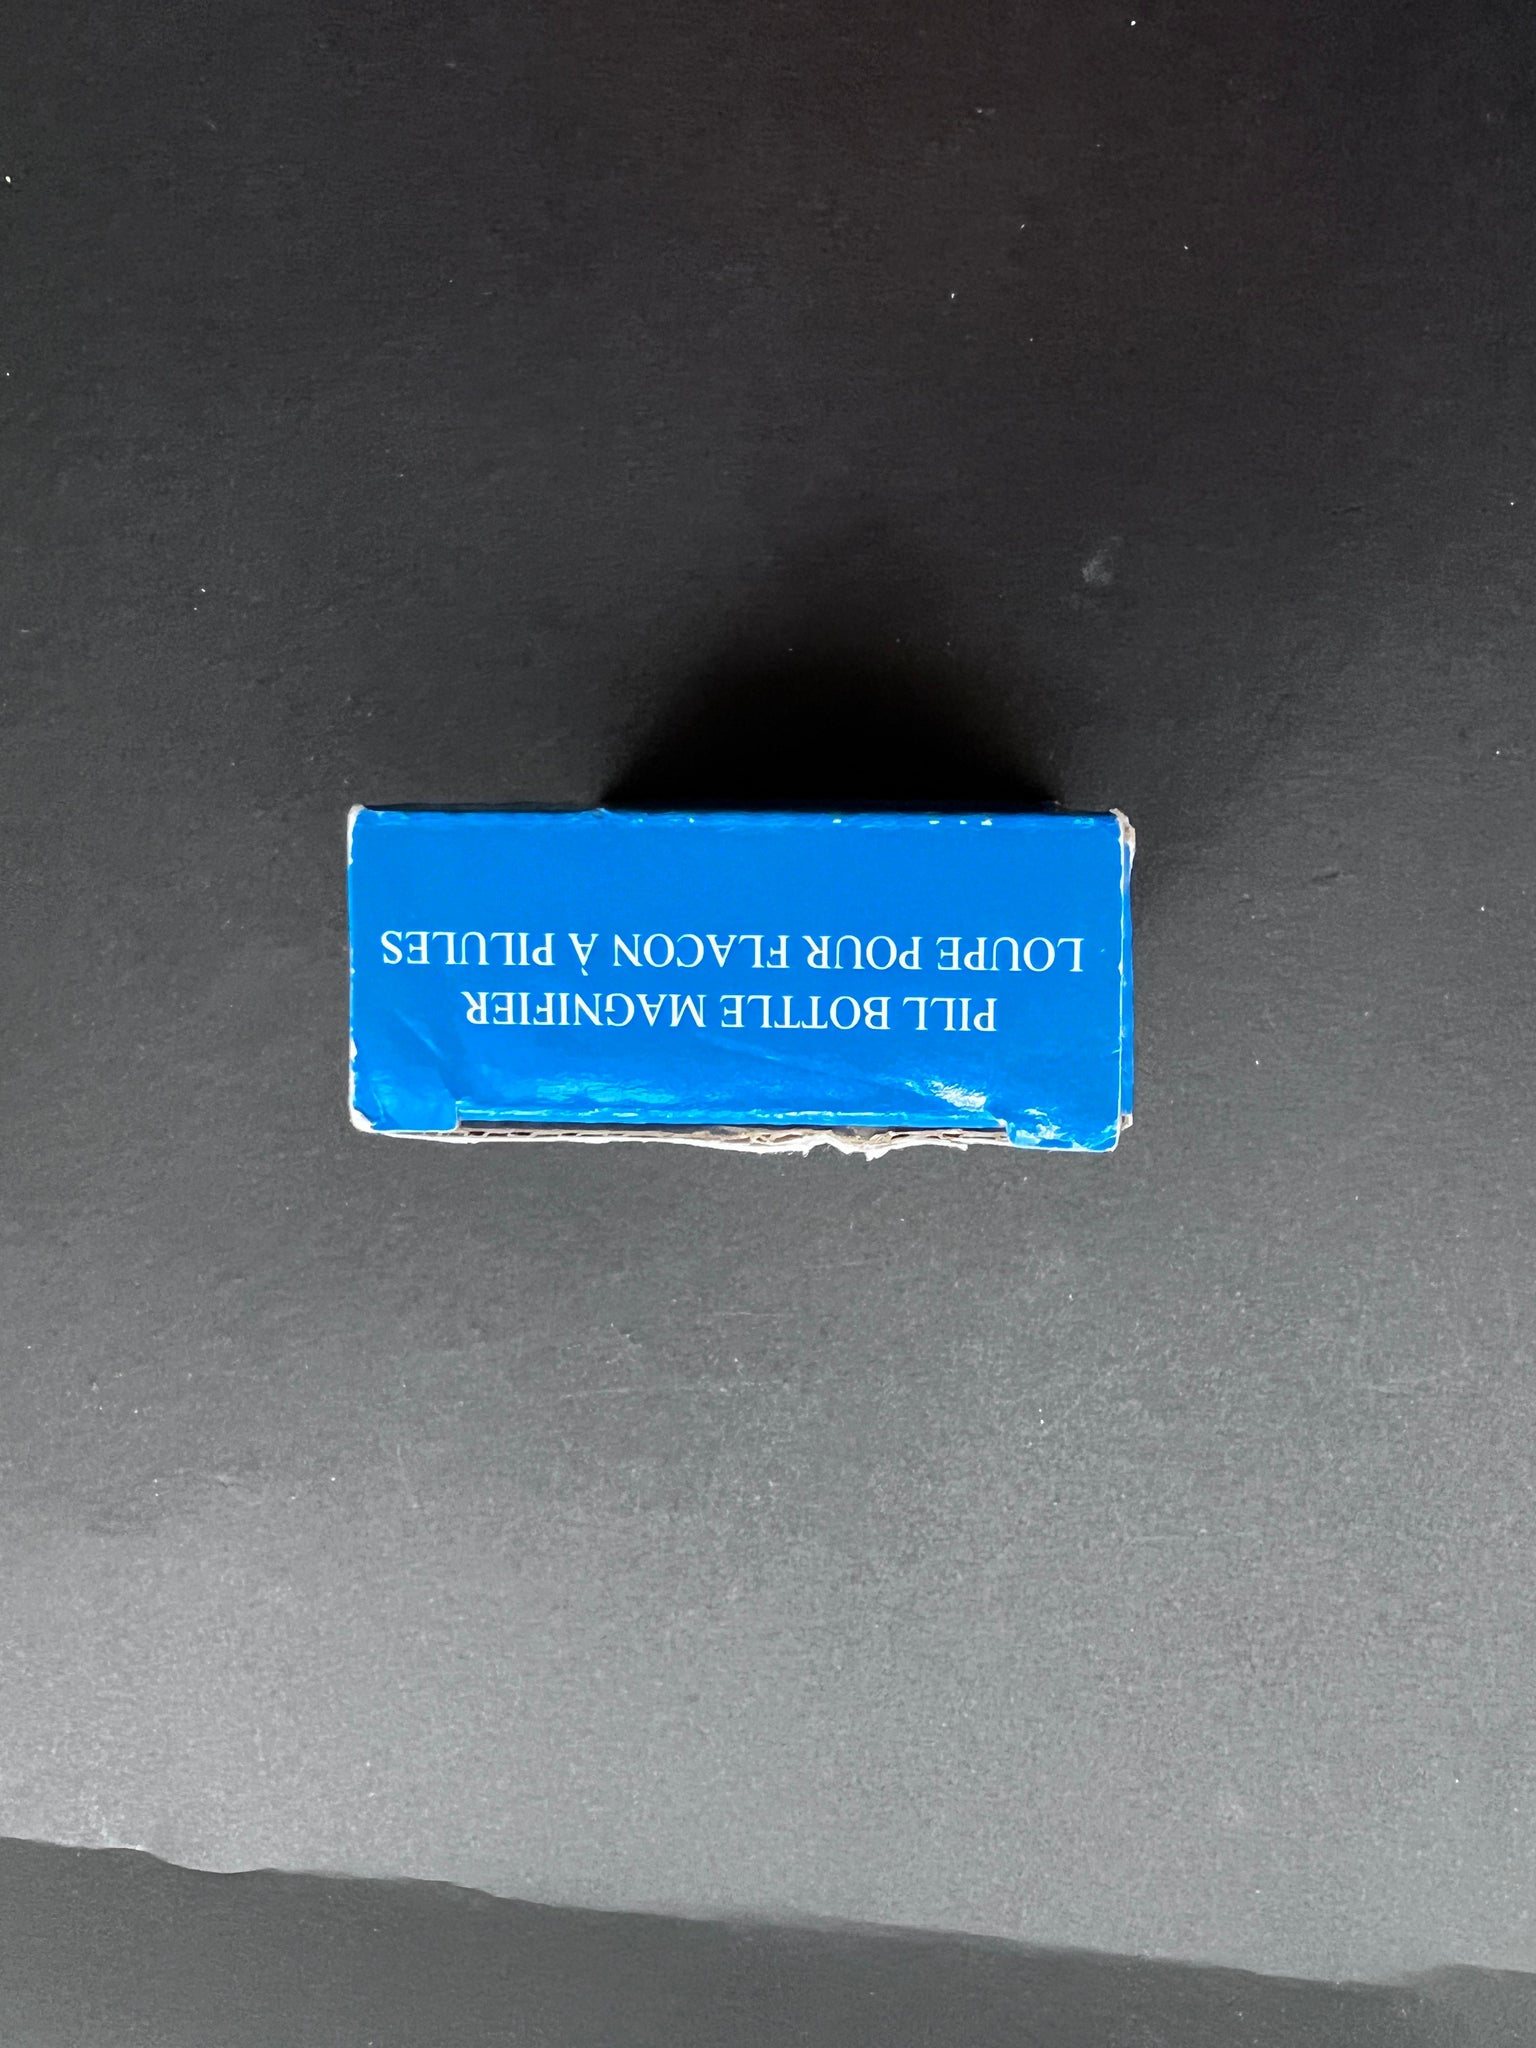 PILL BOTTLE MAGNIFIER
LOUPE POUR FLACON À PILULES